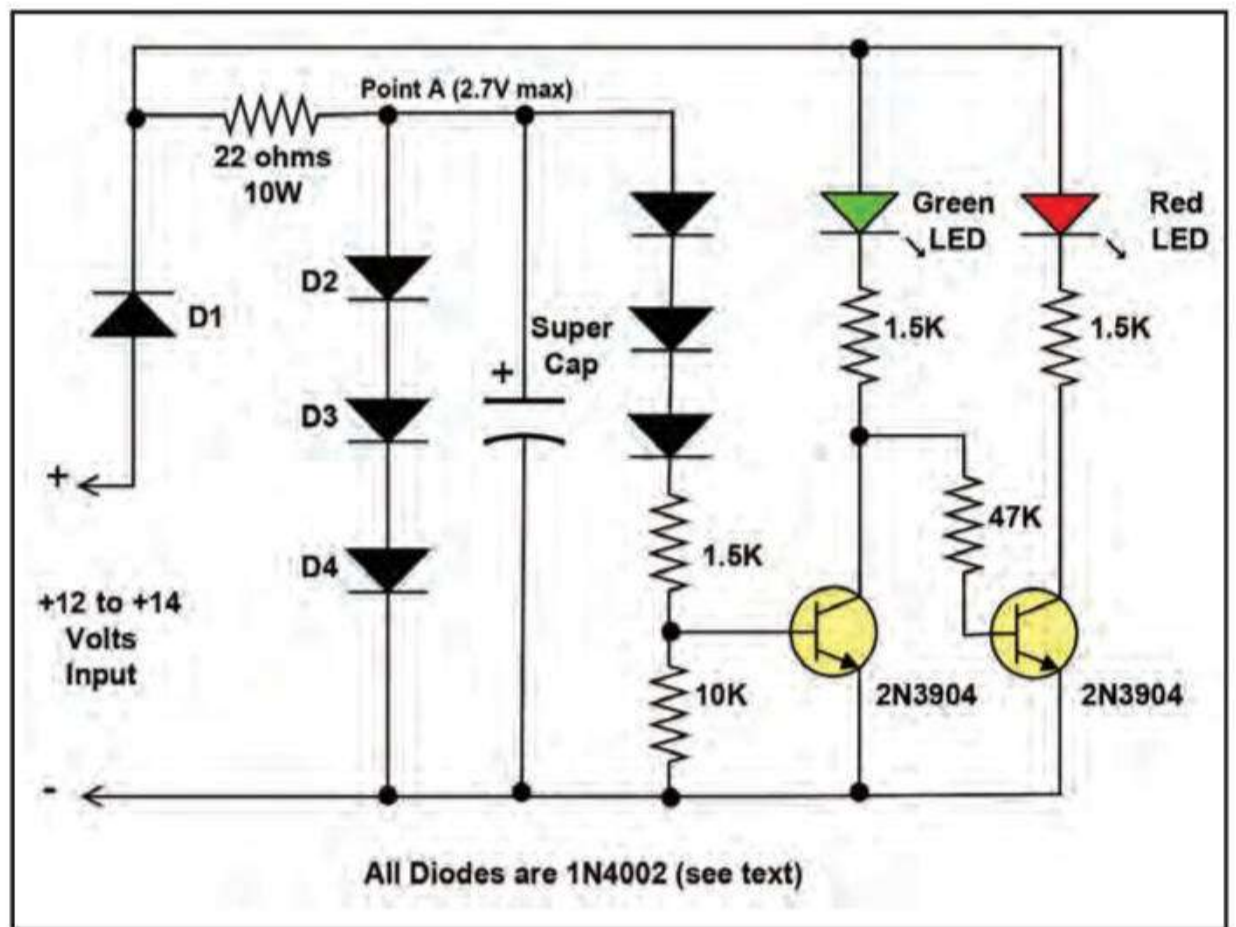 Point A (2.7V max)
22 ohms
10W
Green
LED
Red
LED
D1
D2
Super
Cap
+
1.5K
1.5K
D3
+
47K
1.5K
D4
+12 to +14
Volts
Input
10K
2N3904
2N3904
-
All Diodes are 1N4002 (see text)